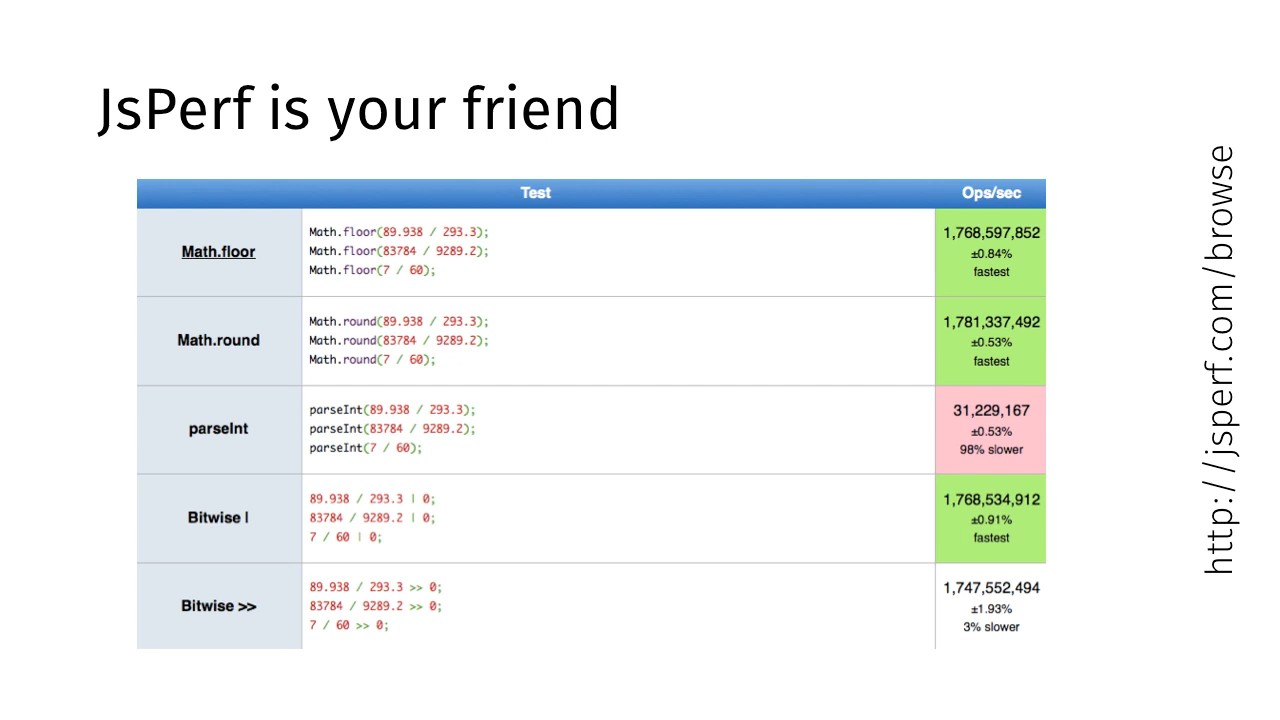 JsPerf is your friend
Test Ops/sec
Math.floor
Math.floor(89.938 / 293.3);
Math.floor(83784 / 9289.2);
Math.floor(7 / 60);
1,768,597,852
±0.84%
fastest
Math.round
Math.round(89.938 / 293.3);
Math.round(83784 / 9289.2);
Math.round(7 / 60);
1,781,337,492
±0.53%
fastest
parseInt
parseInt(89.938 / 293.3);
parseInt(83784 / 9289.2);
parseInt(7 / 60);
31,229,167
±0.53%
98% slower
Bitwise |
89.938 / 293.3 | 0;
83784 / 9289.2 | 0;
7 / 60 | 0;
1,768,534,912
±0.91%
fastest
Bitwise >>
89.938 / 293.3 >> 0;
83784 / 9289.2 >> 0;
7 / 60 >> 0;
1,747,552,494
±1.93%
3% slower
http://jsperf.com/browse